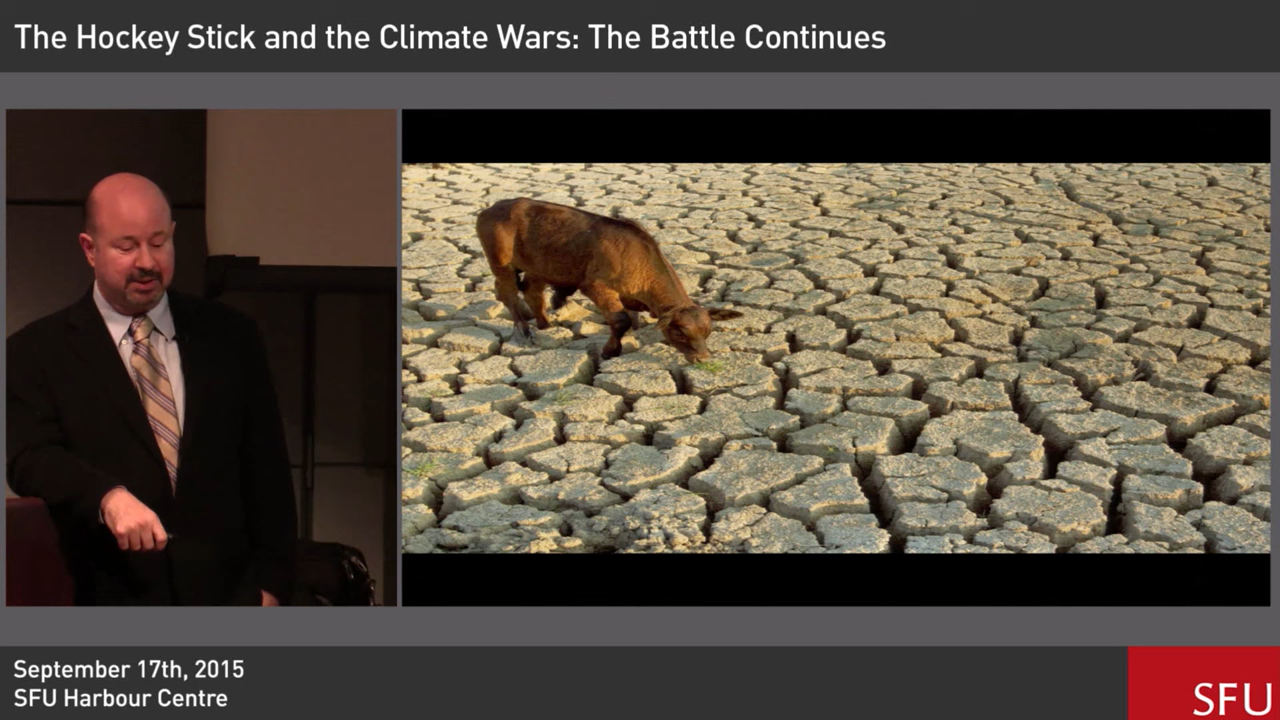 The Hockey Stick and the Climate Wars: The Battle Continues
September 17th, 2015
SFU Harbour Centre
SFU